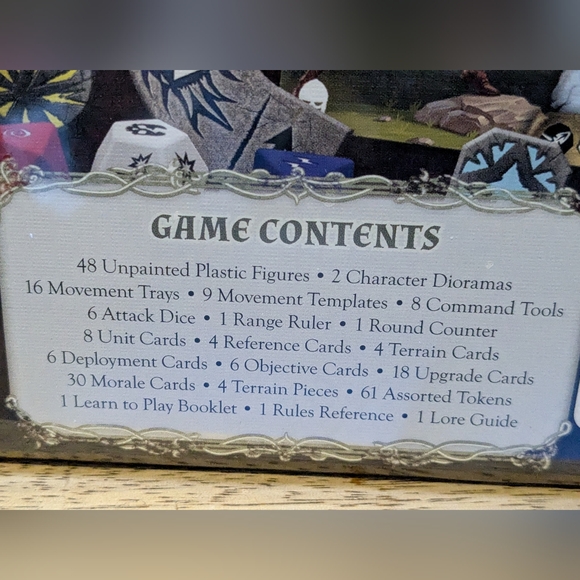 GAME CONTENTS
48 Unpainted Plastic Figures • 2 Character Dioramas
16 Movement Trays • 9 Movement Templates • 8 Command Tools
6 Attack Dice • 1 Range Ruler • 1 Round Counter
8 Unit Cards • 4 Reference Cards • 4 Terrain Cards
6 Deployment Cards • 6 Objective Cards • 18 Upgrade Cards
30 Morale Cards • 4 Terrain Pieces • 61 Assorted Tokens
1 Learn to Play Booklet • 1 Rules Reference • 1 Lore Guide